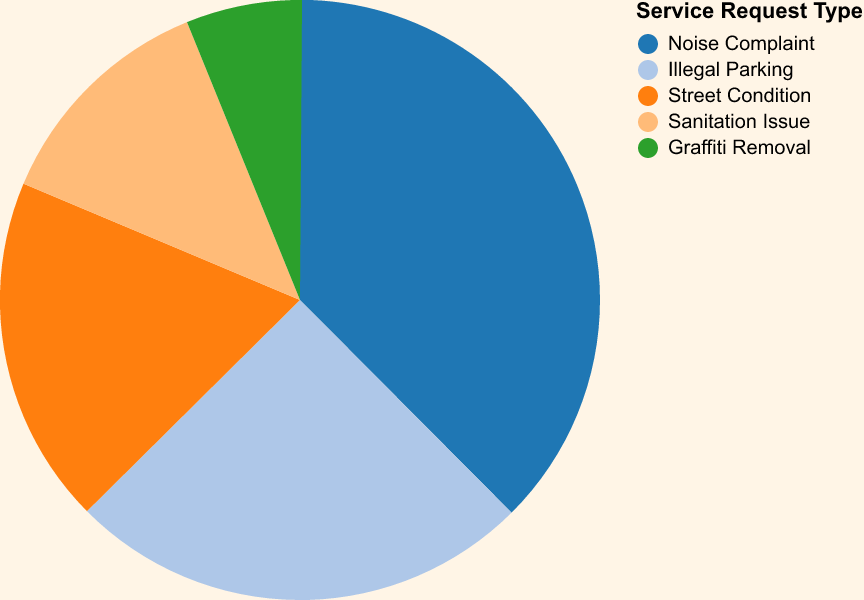 Service Request Type
Noise Complaint
Illegal Parking
Street Condition
Sanitation Issue
Graffiti Removal